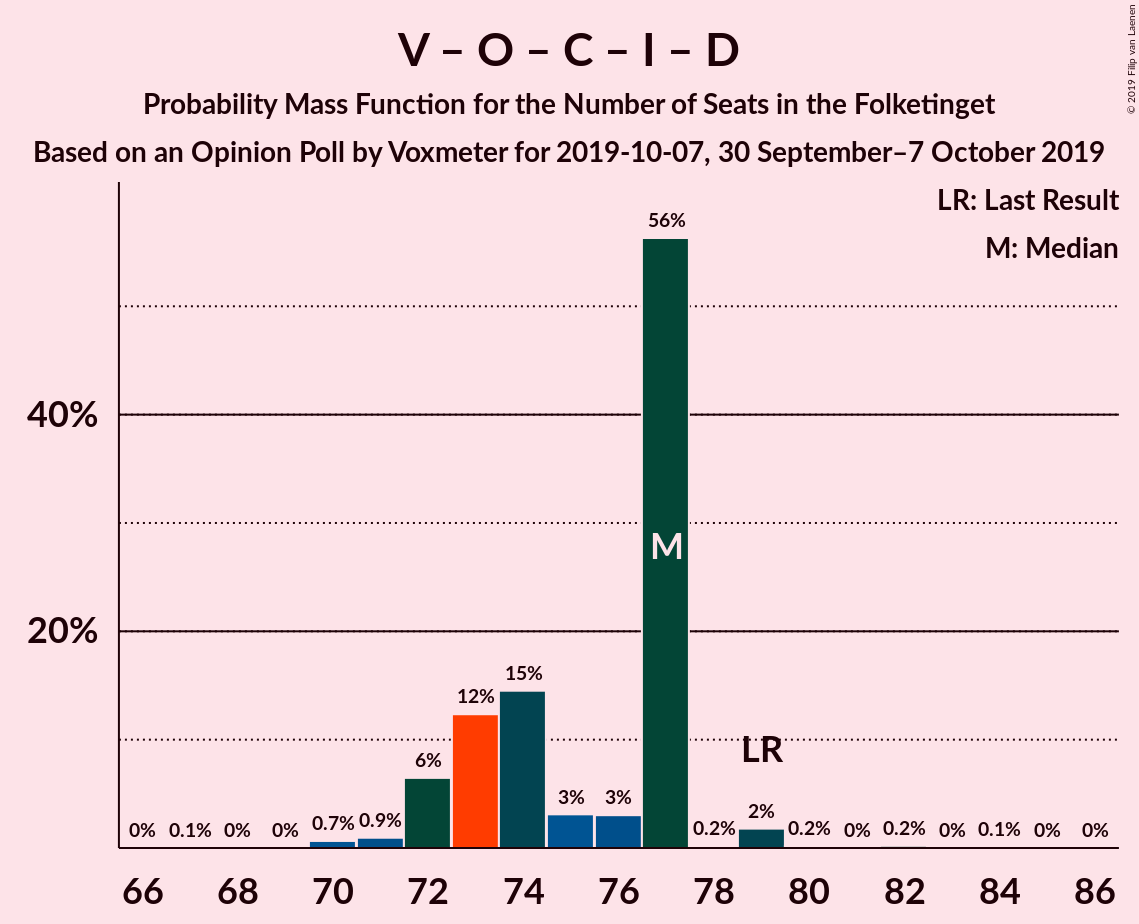 V – O – C – I – D
Probability Mass Function for the Number of Seats in the Folketinget
Based on an Opinion Poll by Voxmeter for 2019-10-07, 30 September–7 October 2019
© 2019 Filip van Laenen
LR: Last Result
M: Median
40%
20%
0%
0.1%
0%
0%
0.7%
0.9%
6%
12%
15%
3%
3%
56%
0.2%
2%
0.2%
0%
0.2%
0%
0.1%
0%
0%
M
LR
66 68 70 72 74 76 78 80 82 84 86